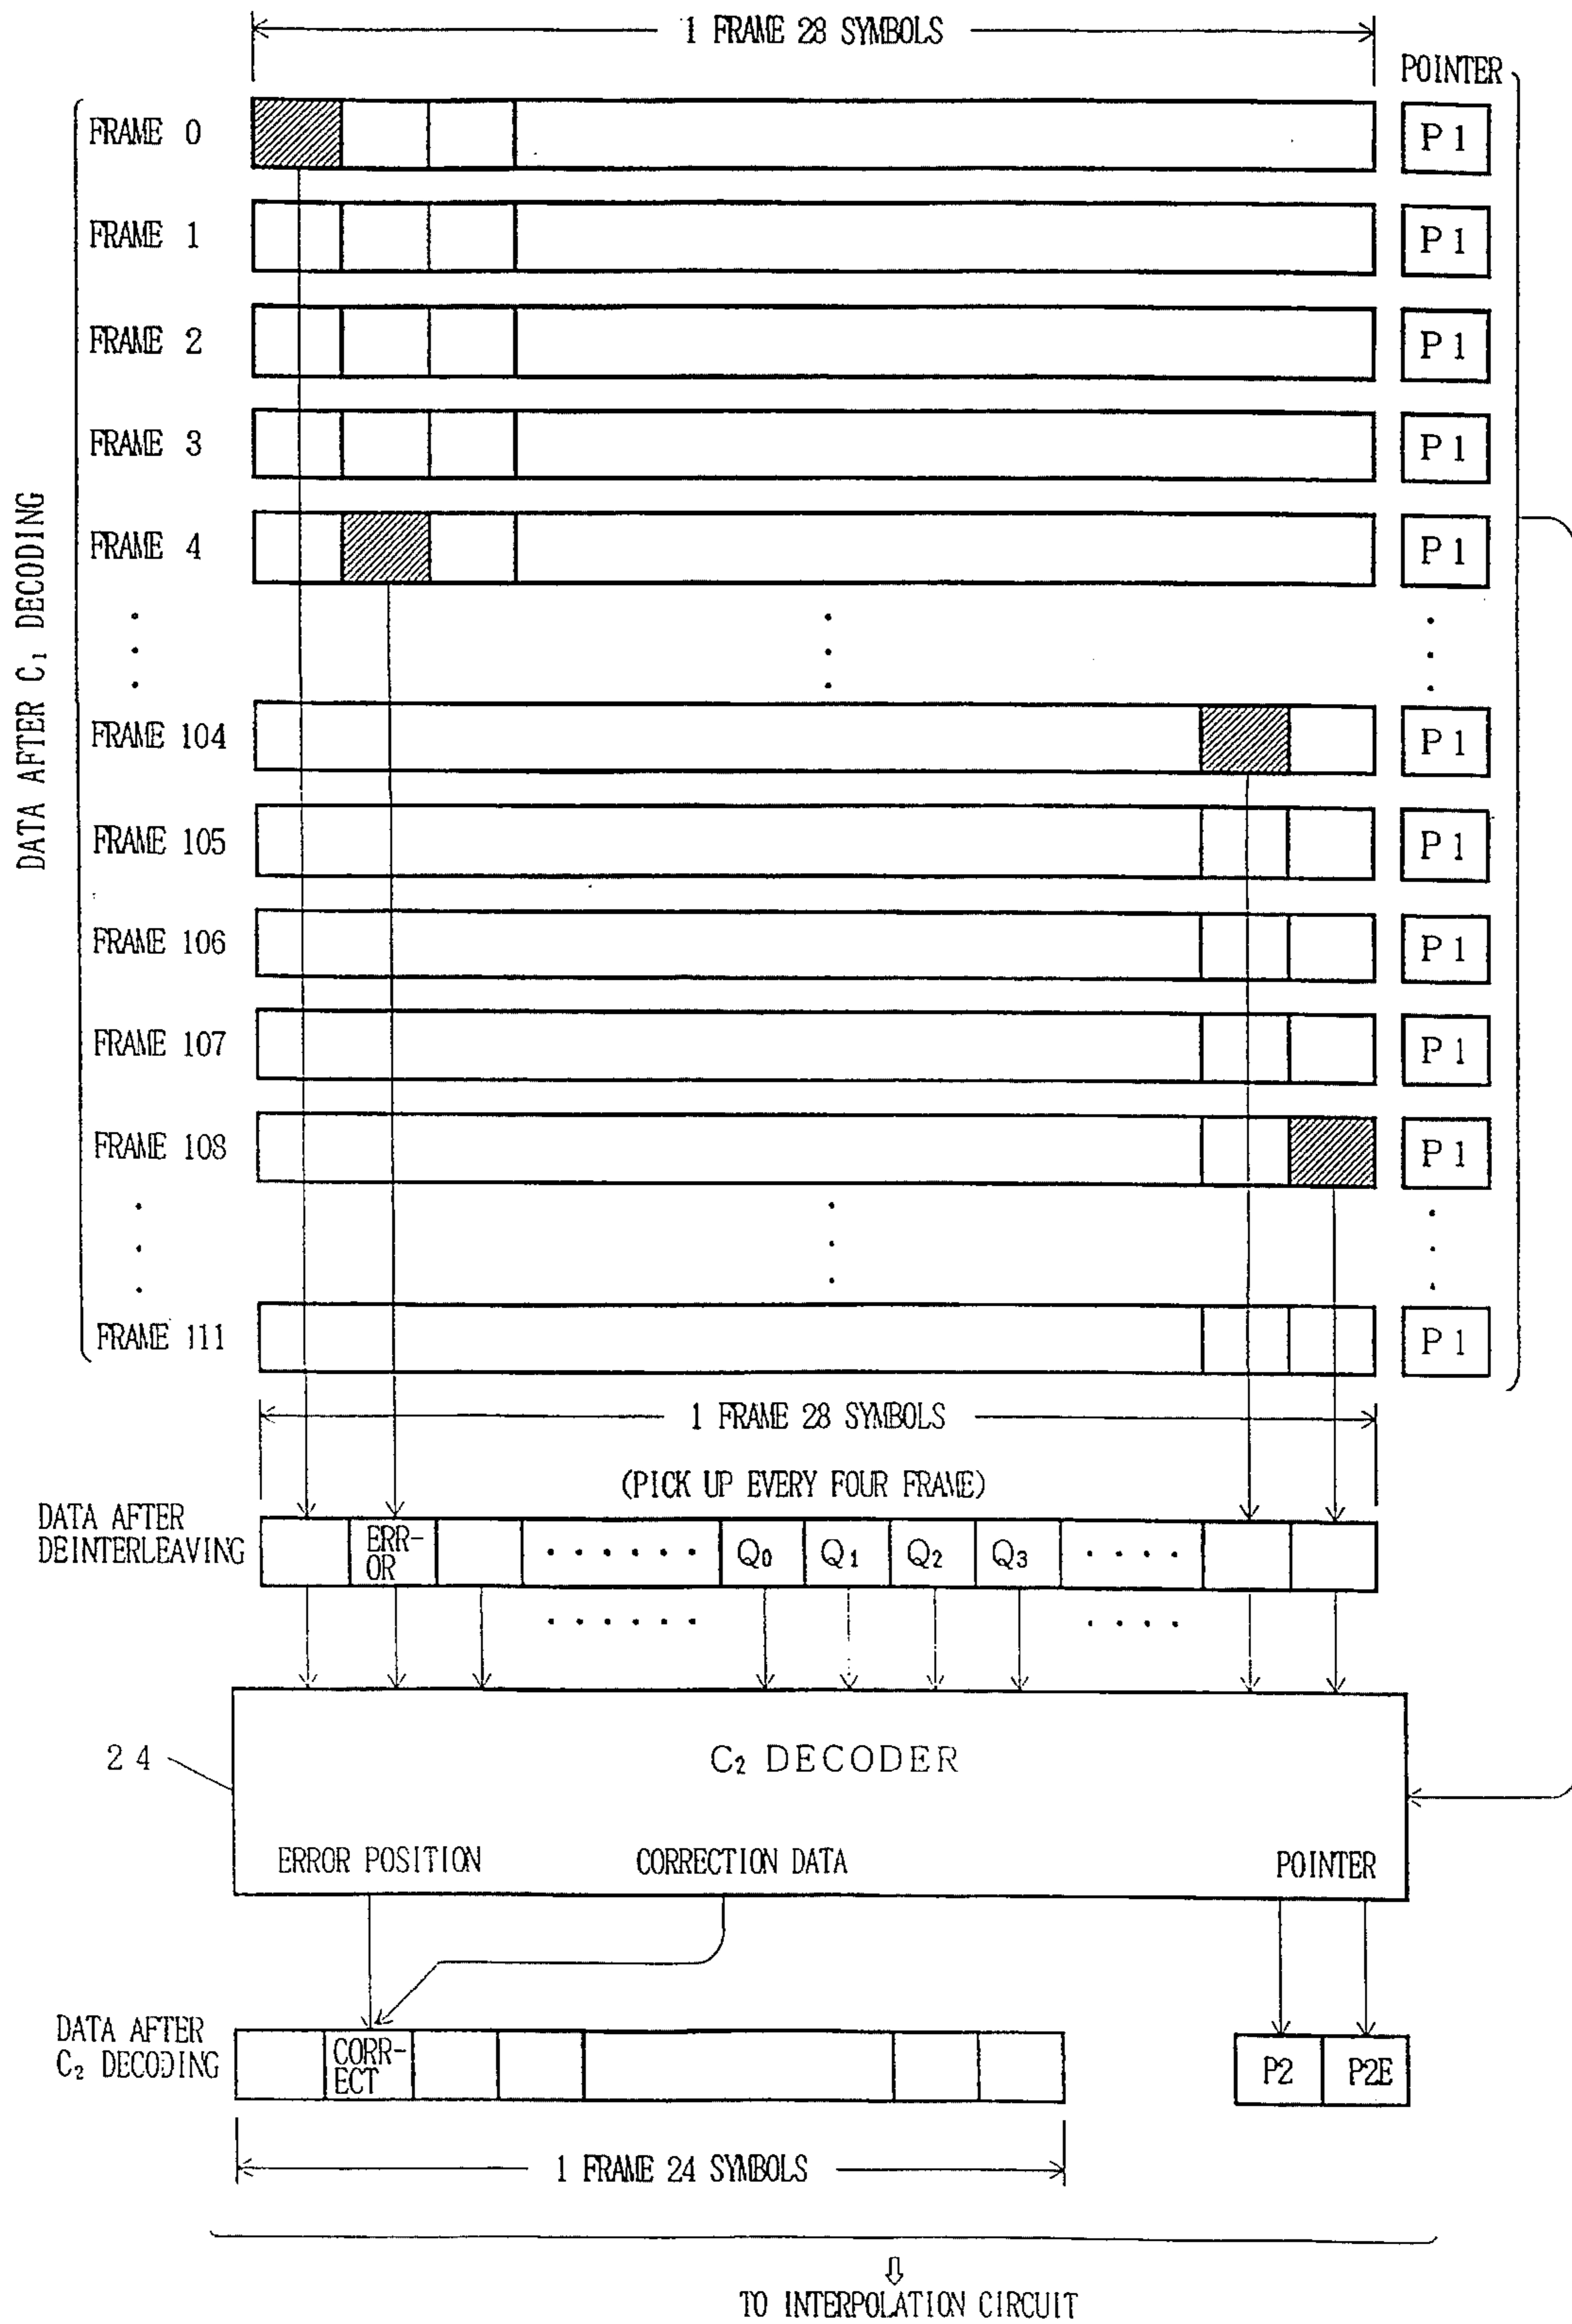 1 FRAME 28 SYMBOLS
POINTER
FRAME 0 P1
FRAME 1 P1
FRAME 2 P1
FRAME 3 P1
FRAME 4 P1
DATA AFTER C₁ DECODING
FRAME 104 P1
FRAME 105 P1
FRAME 106 P1
FRAME 107 P1
FRAME 108 P1
FRAME 111 P1
1 FRAME 28 SYMBOLS
(PICK UP EVERY FOUR FRAME)
DATA AFTER
DEINTERLEAVING
ERR-
OR
Q₀ Q₁ Q₂ Q₃
24
C₂ DECODER
ERROR POSITION CORRECTION DATA POINTER
DATA AFTER
C₂ DECODING
CORR-
ECT
P2 P2E
1 FRAME 24 SYMBOLS
TO INTERPOLATION CIRCUIT